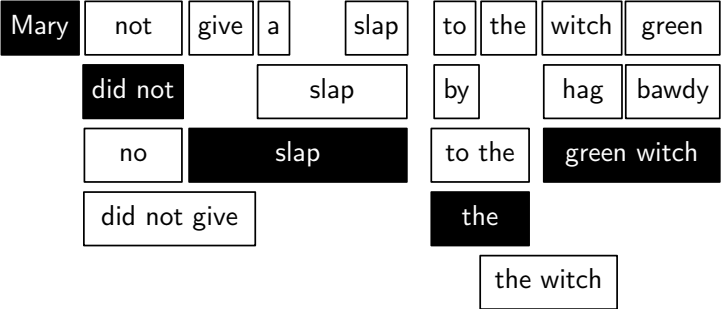 Mary not give a slap to the witch green
did not slap by hag bawdy
no slap to the green witch
did not give the
the witch